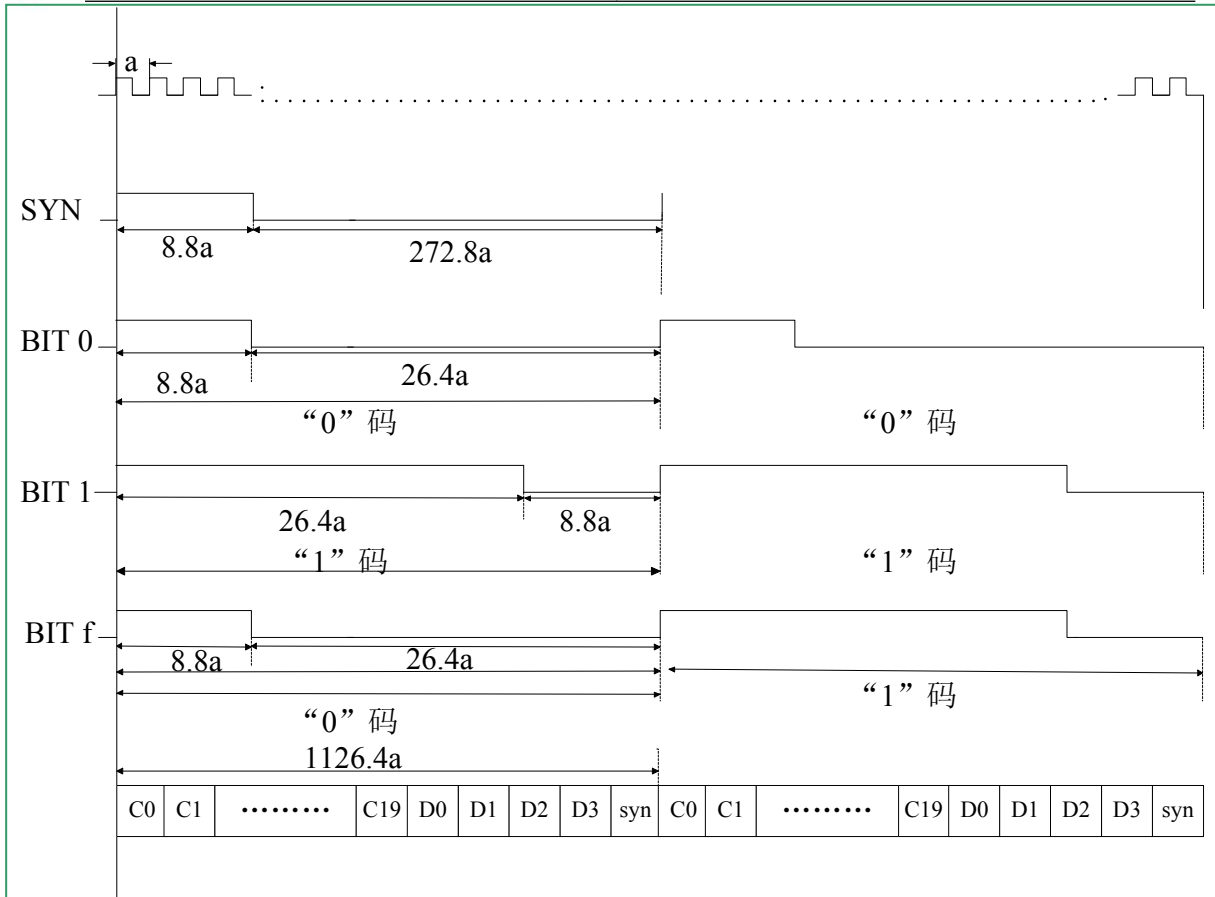 a
SYN
8.8a 272.8a
BIT 0
8.8a 26.4a
“0” 码 “0” 码
BIT 1
26.4a 8.8a
“1” 码 “1” 码
BIT f
8.8a 26.4a
“1” 码
“0” 码
1126.4a
C0 C1 ········· C19 D0 D1 D2 D3 syn C0 C1 ········· C19 D0 D1 D2 D3 syn